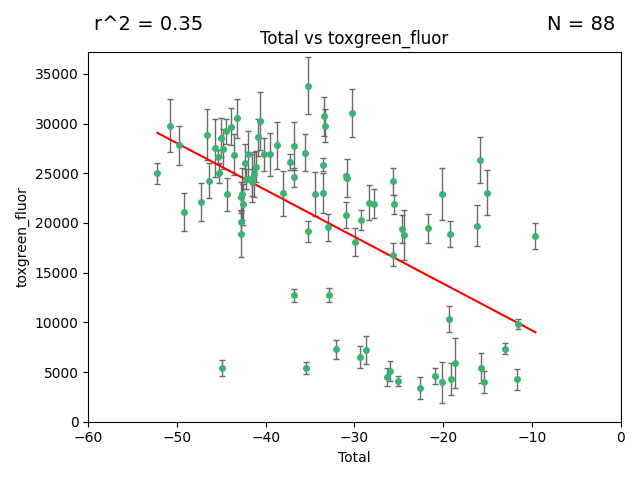 r^2 = 0.35 N = 88
Total vs toxgreen_fluor
35000
30000
25000
20000
15000
10000
5000
0
toxgreen_fluor
−60 −50 −40 −30 −20 −10 0
Total